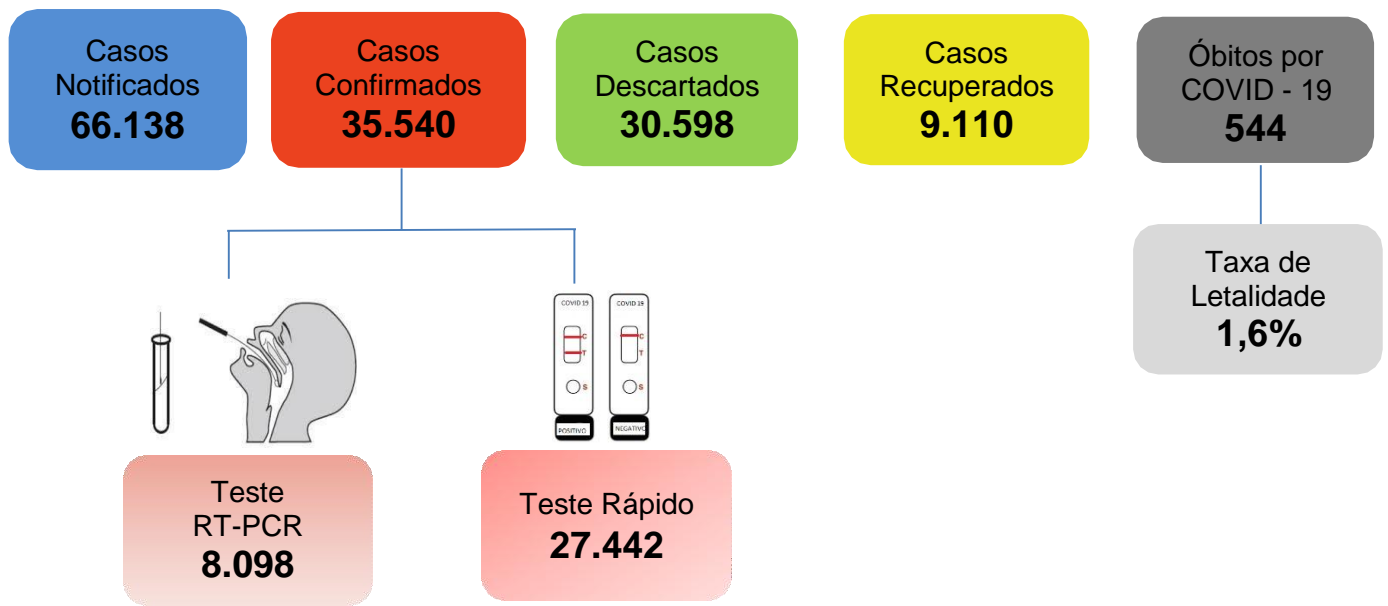 Casos
Notificados
66.138
Casos
Confirmados
35.540
Casos
Descartados
30.598
Casos
Recuperados
9.110
Óbitos por
COVID - 19
544
Taxa de
Letalidade
1,6%
COVID 19
C
T
S
POSITIVO
COVID 19
C
T
S
NEGATIVO
Teste
RT-PCR
8.098
Teste Rápido
27.442